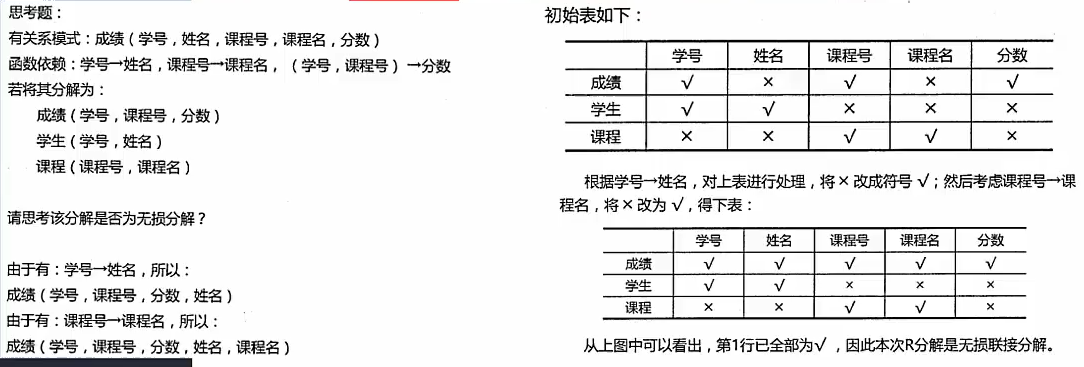 思考题：
有关系模式：成绩（学号，姓名，课程号，课程名，分数）
函数依赖：学号→姓名，课程号→课程名，（学号，课程号）→分数
若将其分解为：
成绩（学号，课程号，分数）
学生（学号，姓名）
课程（课程号，课程名）
请思考该分解是否为无损分解？
由于有：学号→姓名，所以：
成绩（学号，课程号，分数，姓名）
由于有：课程号→课程名，所以：
成绩（学号，课程号，分数，姓名，课程名）
初始表如下：
学号 姓名 课程号 课程名 分数
成绩 √ × √ × √
学生 √ √ × × ×
课程 × × √ √ ×
根据学号→姓名，对上表进行处理，将×改成符号√；然后考虑课程号→课
程名，将×改为√，得下表：
学号 姓名 课程号 课程名 分数
成绩 √ √ √ √ √
学生 √ √ × × ×
课程 × × √ √ ×
从上图中可以看出，第1行已全部为√，因此本次R分解是无损联接分解。